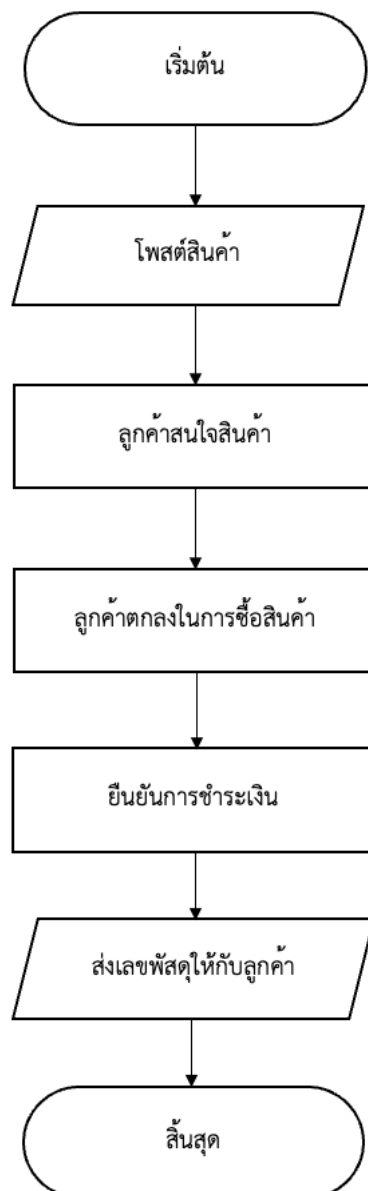 เริ่มต้น
โพสต์สินค้า
ลูกค้าสนใจสินค้า
ลูกค้าตกลงในการซื้อสินค้า
ยืนยันการชำระเงิน
ส่งเลขพัสดุให้กับลูกค้า
สิ้นสุด